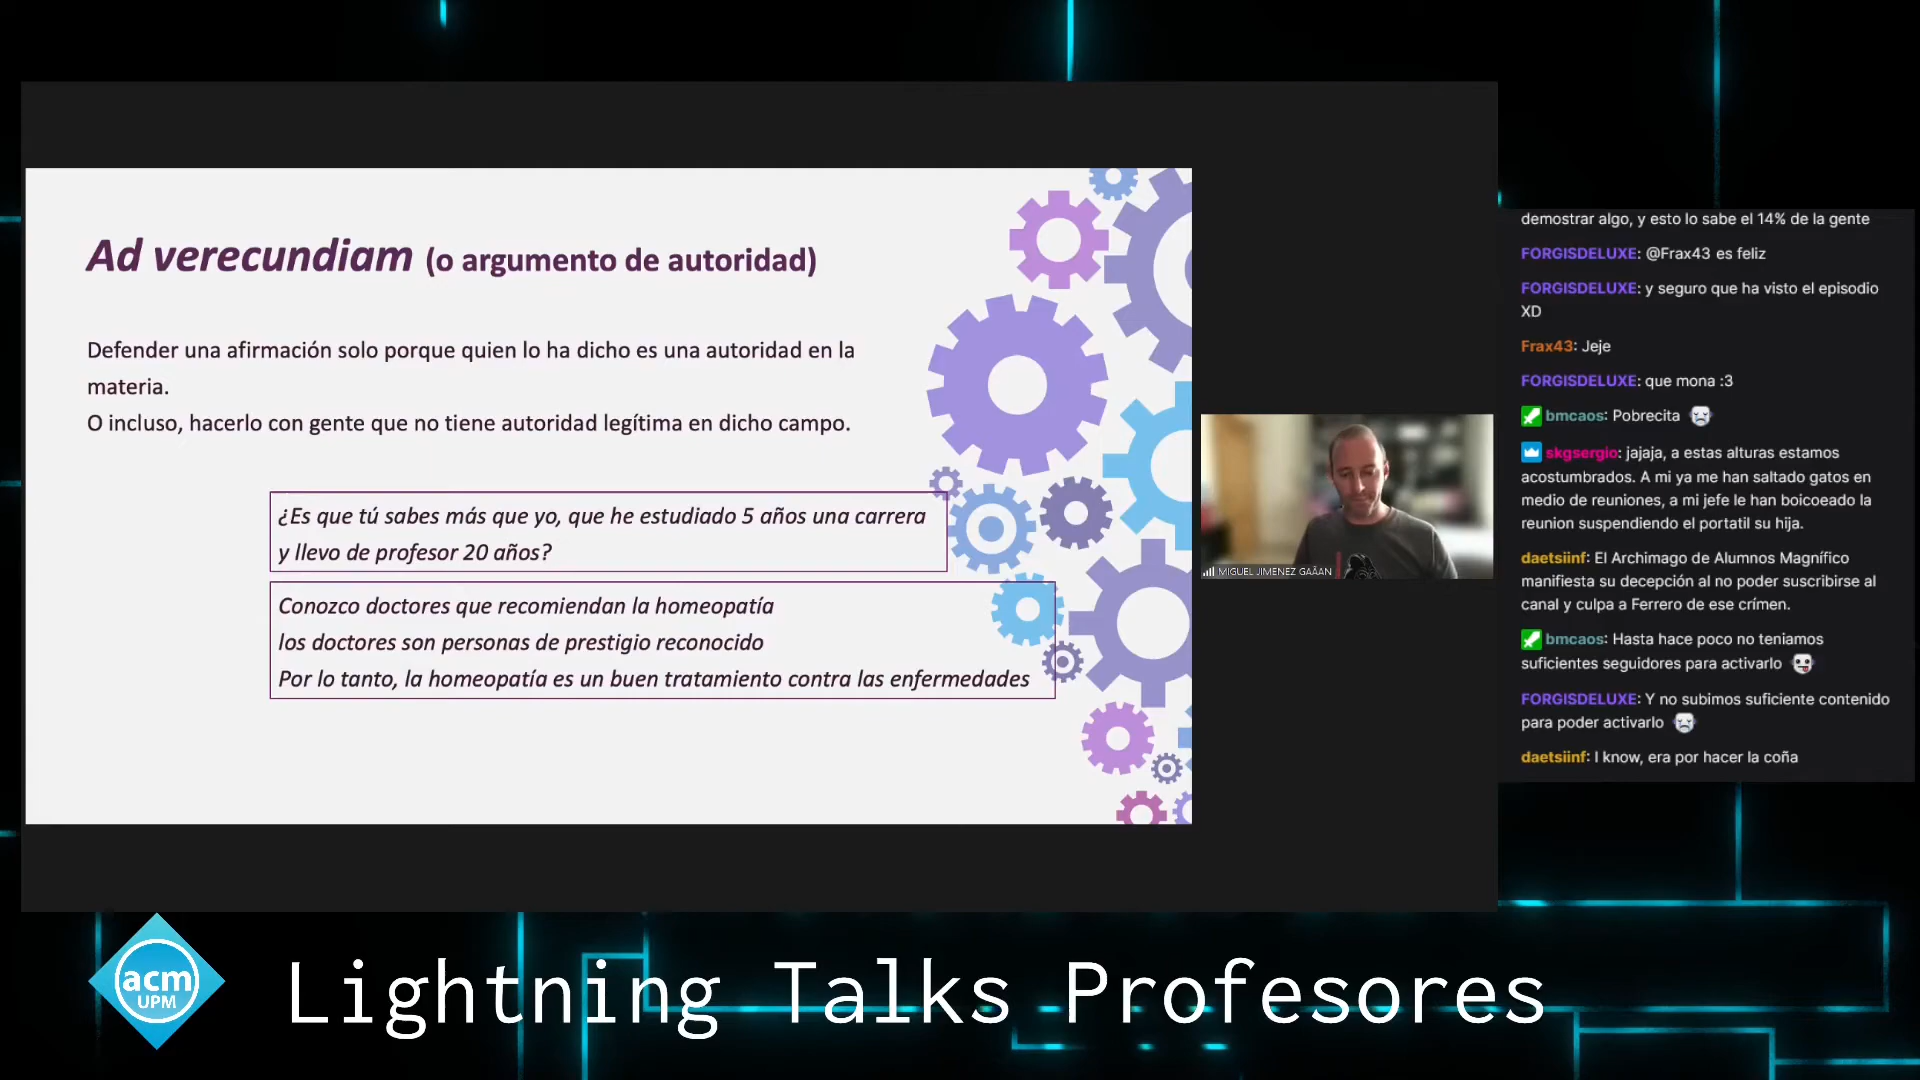 Ad verecundiam (o argumento de autoridad)
Defender una afirmación solo porque quien lo ha dicho es una autoridad en la
materia.
O incluso, hacerlo con gente que no tiene autoridad legítima en dicho campo.
¿Es que tú sabes más que yo, que he estudiado 5 años una carrera
y llevo de profesor 20 años?
Conozco doctores que recomiendan la homeopatía
los doctores son personas de prestigio reconocido
Por lo tanto, la homeopatía es un buen tratamiento contra las enfermedades
MIGUEL JIMENEZ GAÃAN
demostrar algo, y esto lo sabe el 14% de la gente
FORGISDELUXE: @Frax43 es feliz
FORGISDELUXE: y seguro que ha visto el episodio
XD
Frax43: Jeje
FORGISDELUXE: que mona :3
bmcaos: Pobrecita
skgsergio: jajaja, a estas alturas estamos
acostumbrados. A mi ya me han saltado gatos en
medio de reuniones, a mi jefe le han boicoeado la
reunion suspendiendo el portatil su hija.
daetsiinf: El Archimago de Alumnos Magnífico
manifiesta su decepción al no poder suscribirse al
canal y culpa a Ferrero de ese crímen.
bmcaos: Hasta hace poco no teniamos
suficientes seguidores para activarlo
FORGISDELUXE: Y no subimos suficiente contenido
para poder activarlo
daetsiinf: I know, era por hacer la coña
acm
UPM
Lightning Talks Profesores